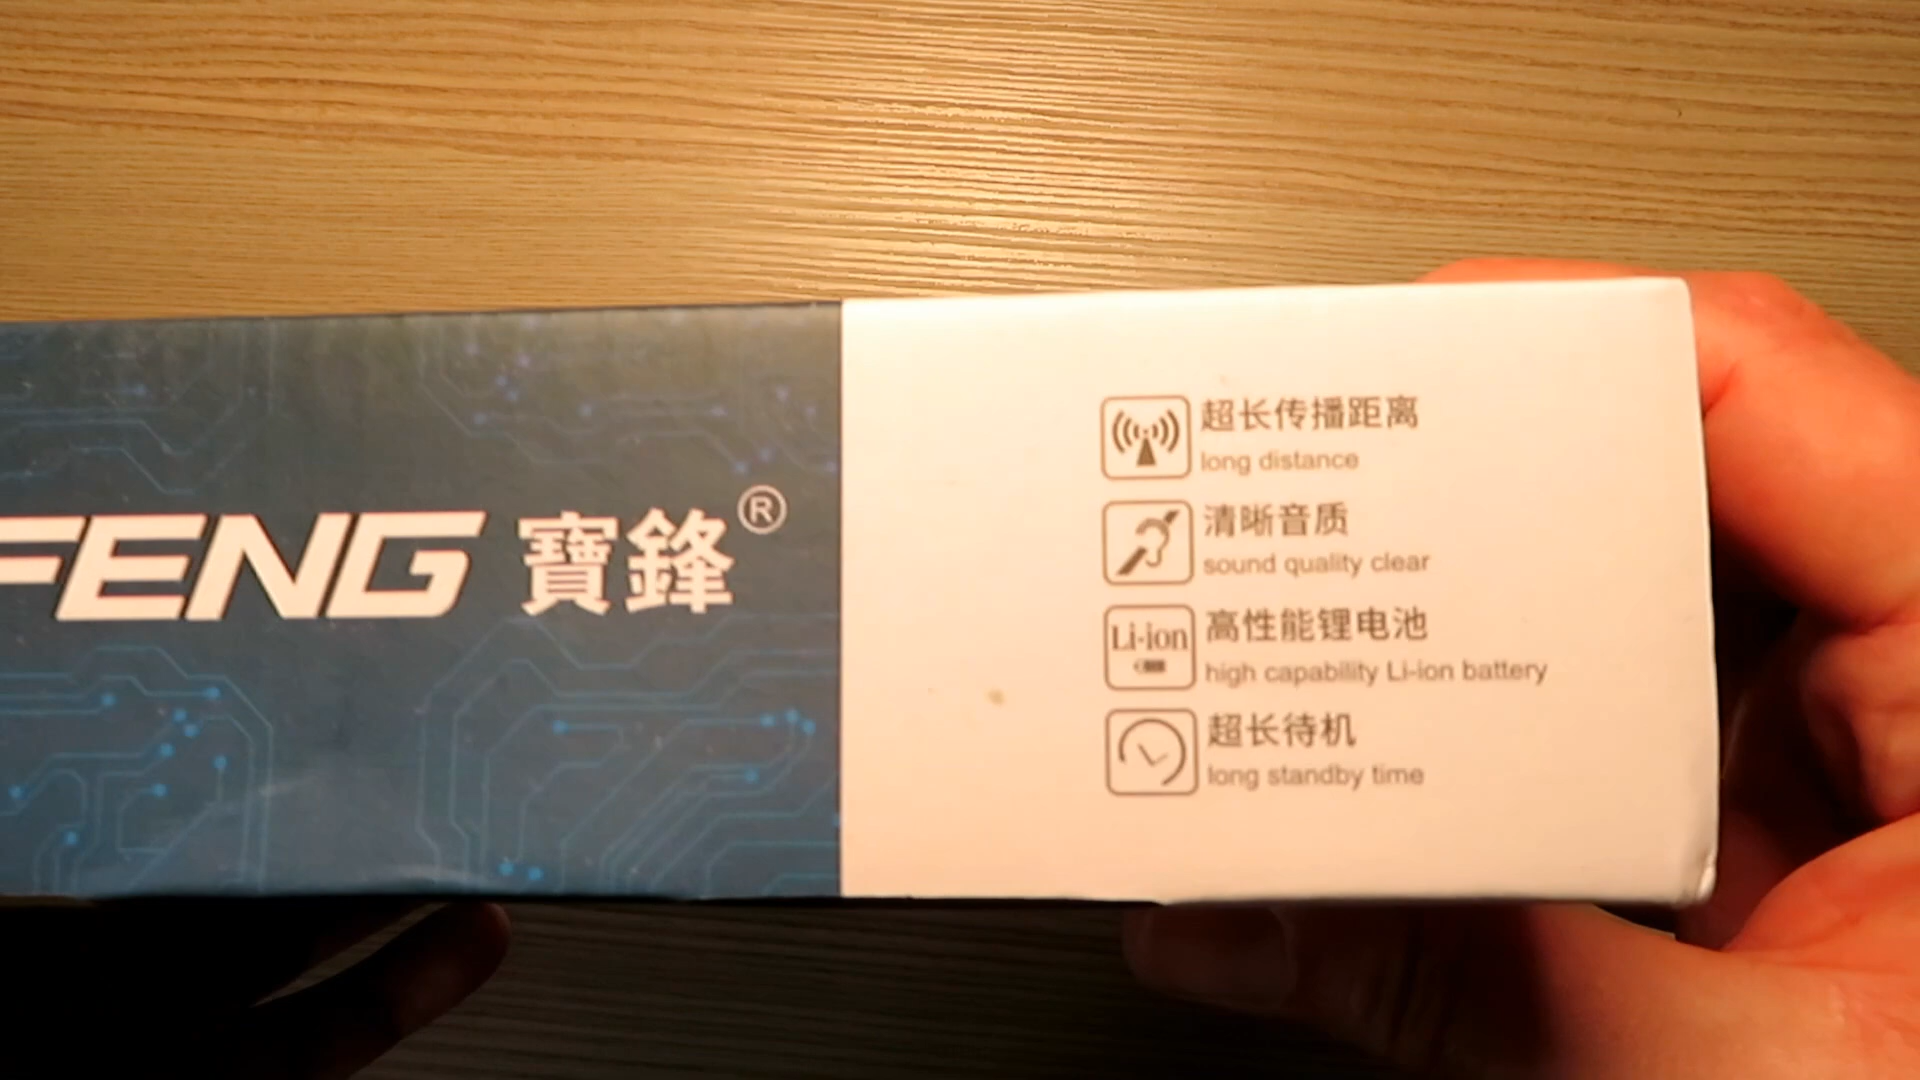 FENG 寶鋒®
超长传播距离
long distance
清晰音质
sound quality clear
Li-ion
高性能锂电池
high capability Li-ion battery
超长待机
long standby time